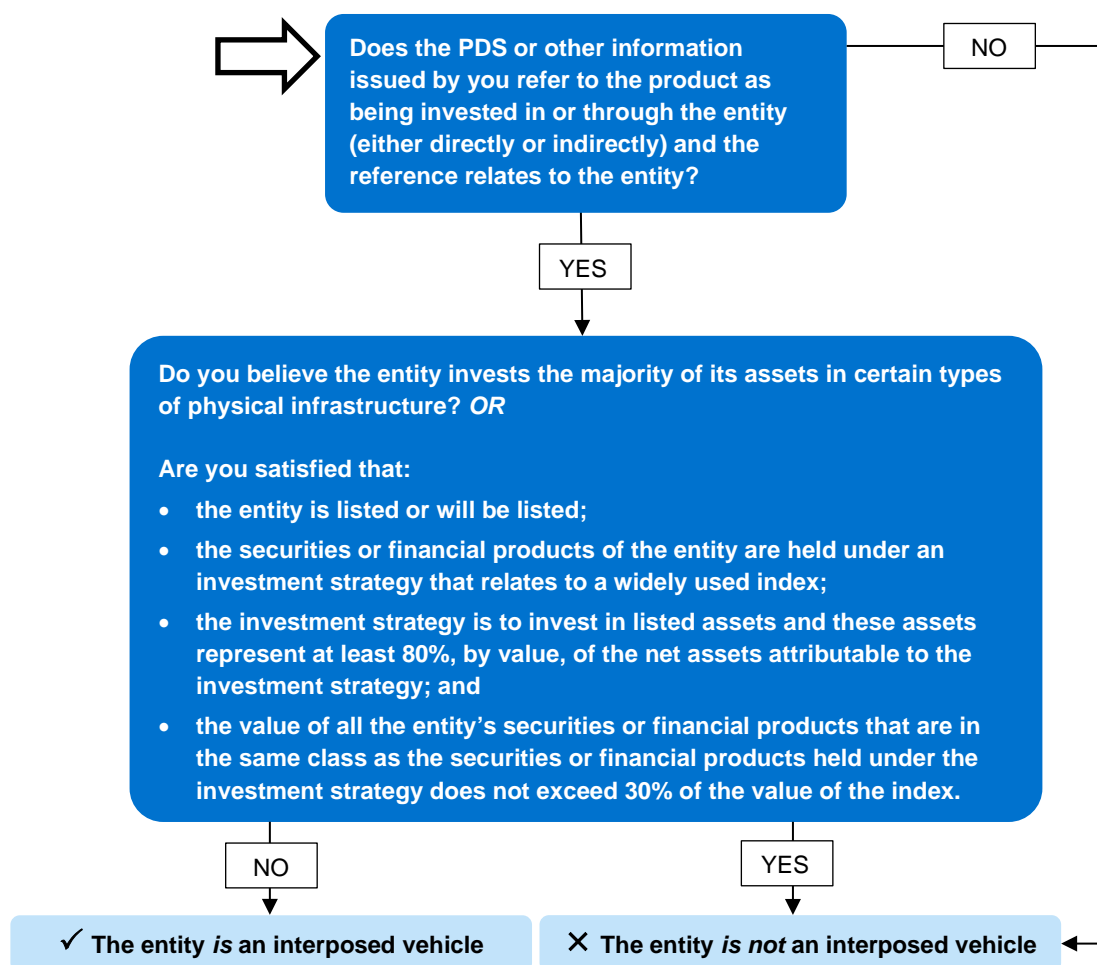 Does the PDS or other information
issued by you refer to the product as
being invested in or through the entity
(either directly or indirectly) and the
reference relates to the entity?
NO
YES
Do you believe the entity invests the majority of its assets in certain types
of physical infrastructure? OR
Are you satisfied that:
• the entity is listed or will be listed;
• the securities or financial products of the entity are held under an
investment strategy that relates to a widely used index;
• the investment strategy is to invest in listed assets and these assets
represent at least 80%, by value, of the net assets attributable to the
investment strategy; and
• the value of all the entity's securities or financial products that are in
the same class as the securities or financial products held under the
investment strategy does not exceed 30% of the value of the index.
NO
YES
✓ The entity is an interposed vehicle
✕ The entity is not an interposed vehicle